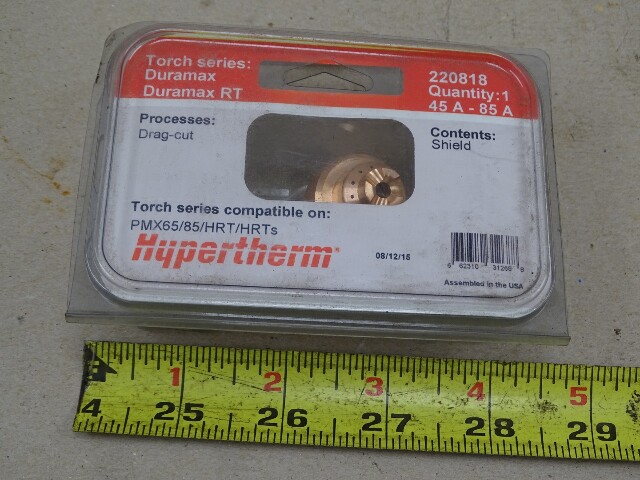 Torch series:
Duramax
Duramax RT
220818
Quantity:1
45 A - 85 A
Processes:
Drag-cut
Contents:
Shield
Torch series compatible on:
PMX65/85/HRT/HRTs
Hypertherm
08/12/15
Assembled in the USA
1 2 3 4 5
4 25 26 27 28 29